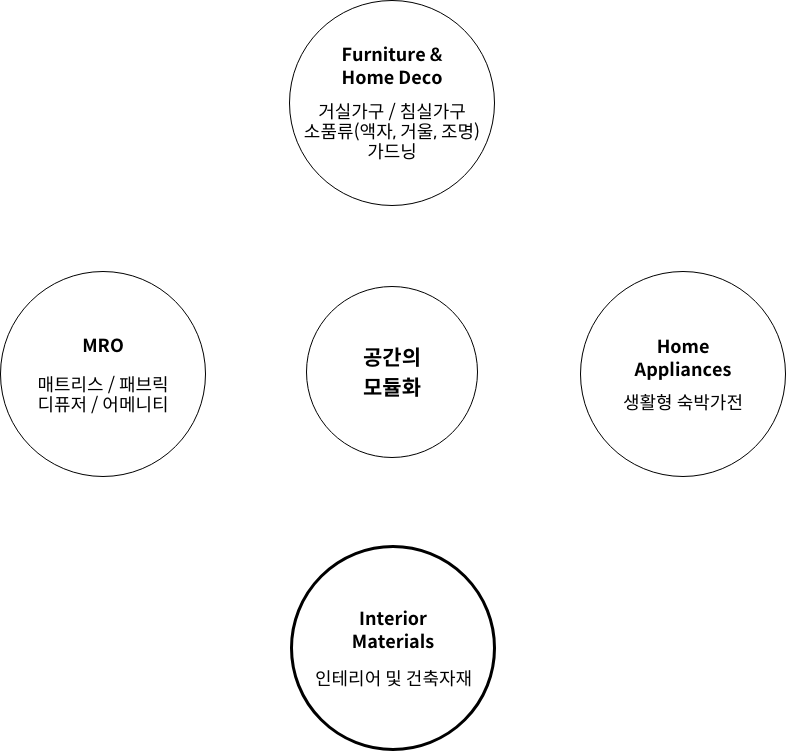 Furniture &
Home Deco
거실가구 / 침실가구
소품류(액자, 거울, 조명)
가드닝
MRO
매트리스 / 패브릭
디퓨저 / 어메니티
공간의
모듈화
Home
Appliances
생활형 숙박가전
Interior
Materials
인테리어 및 건축자재